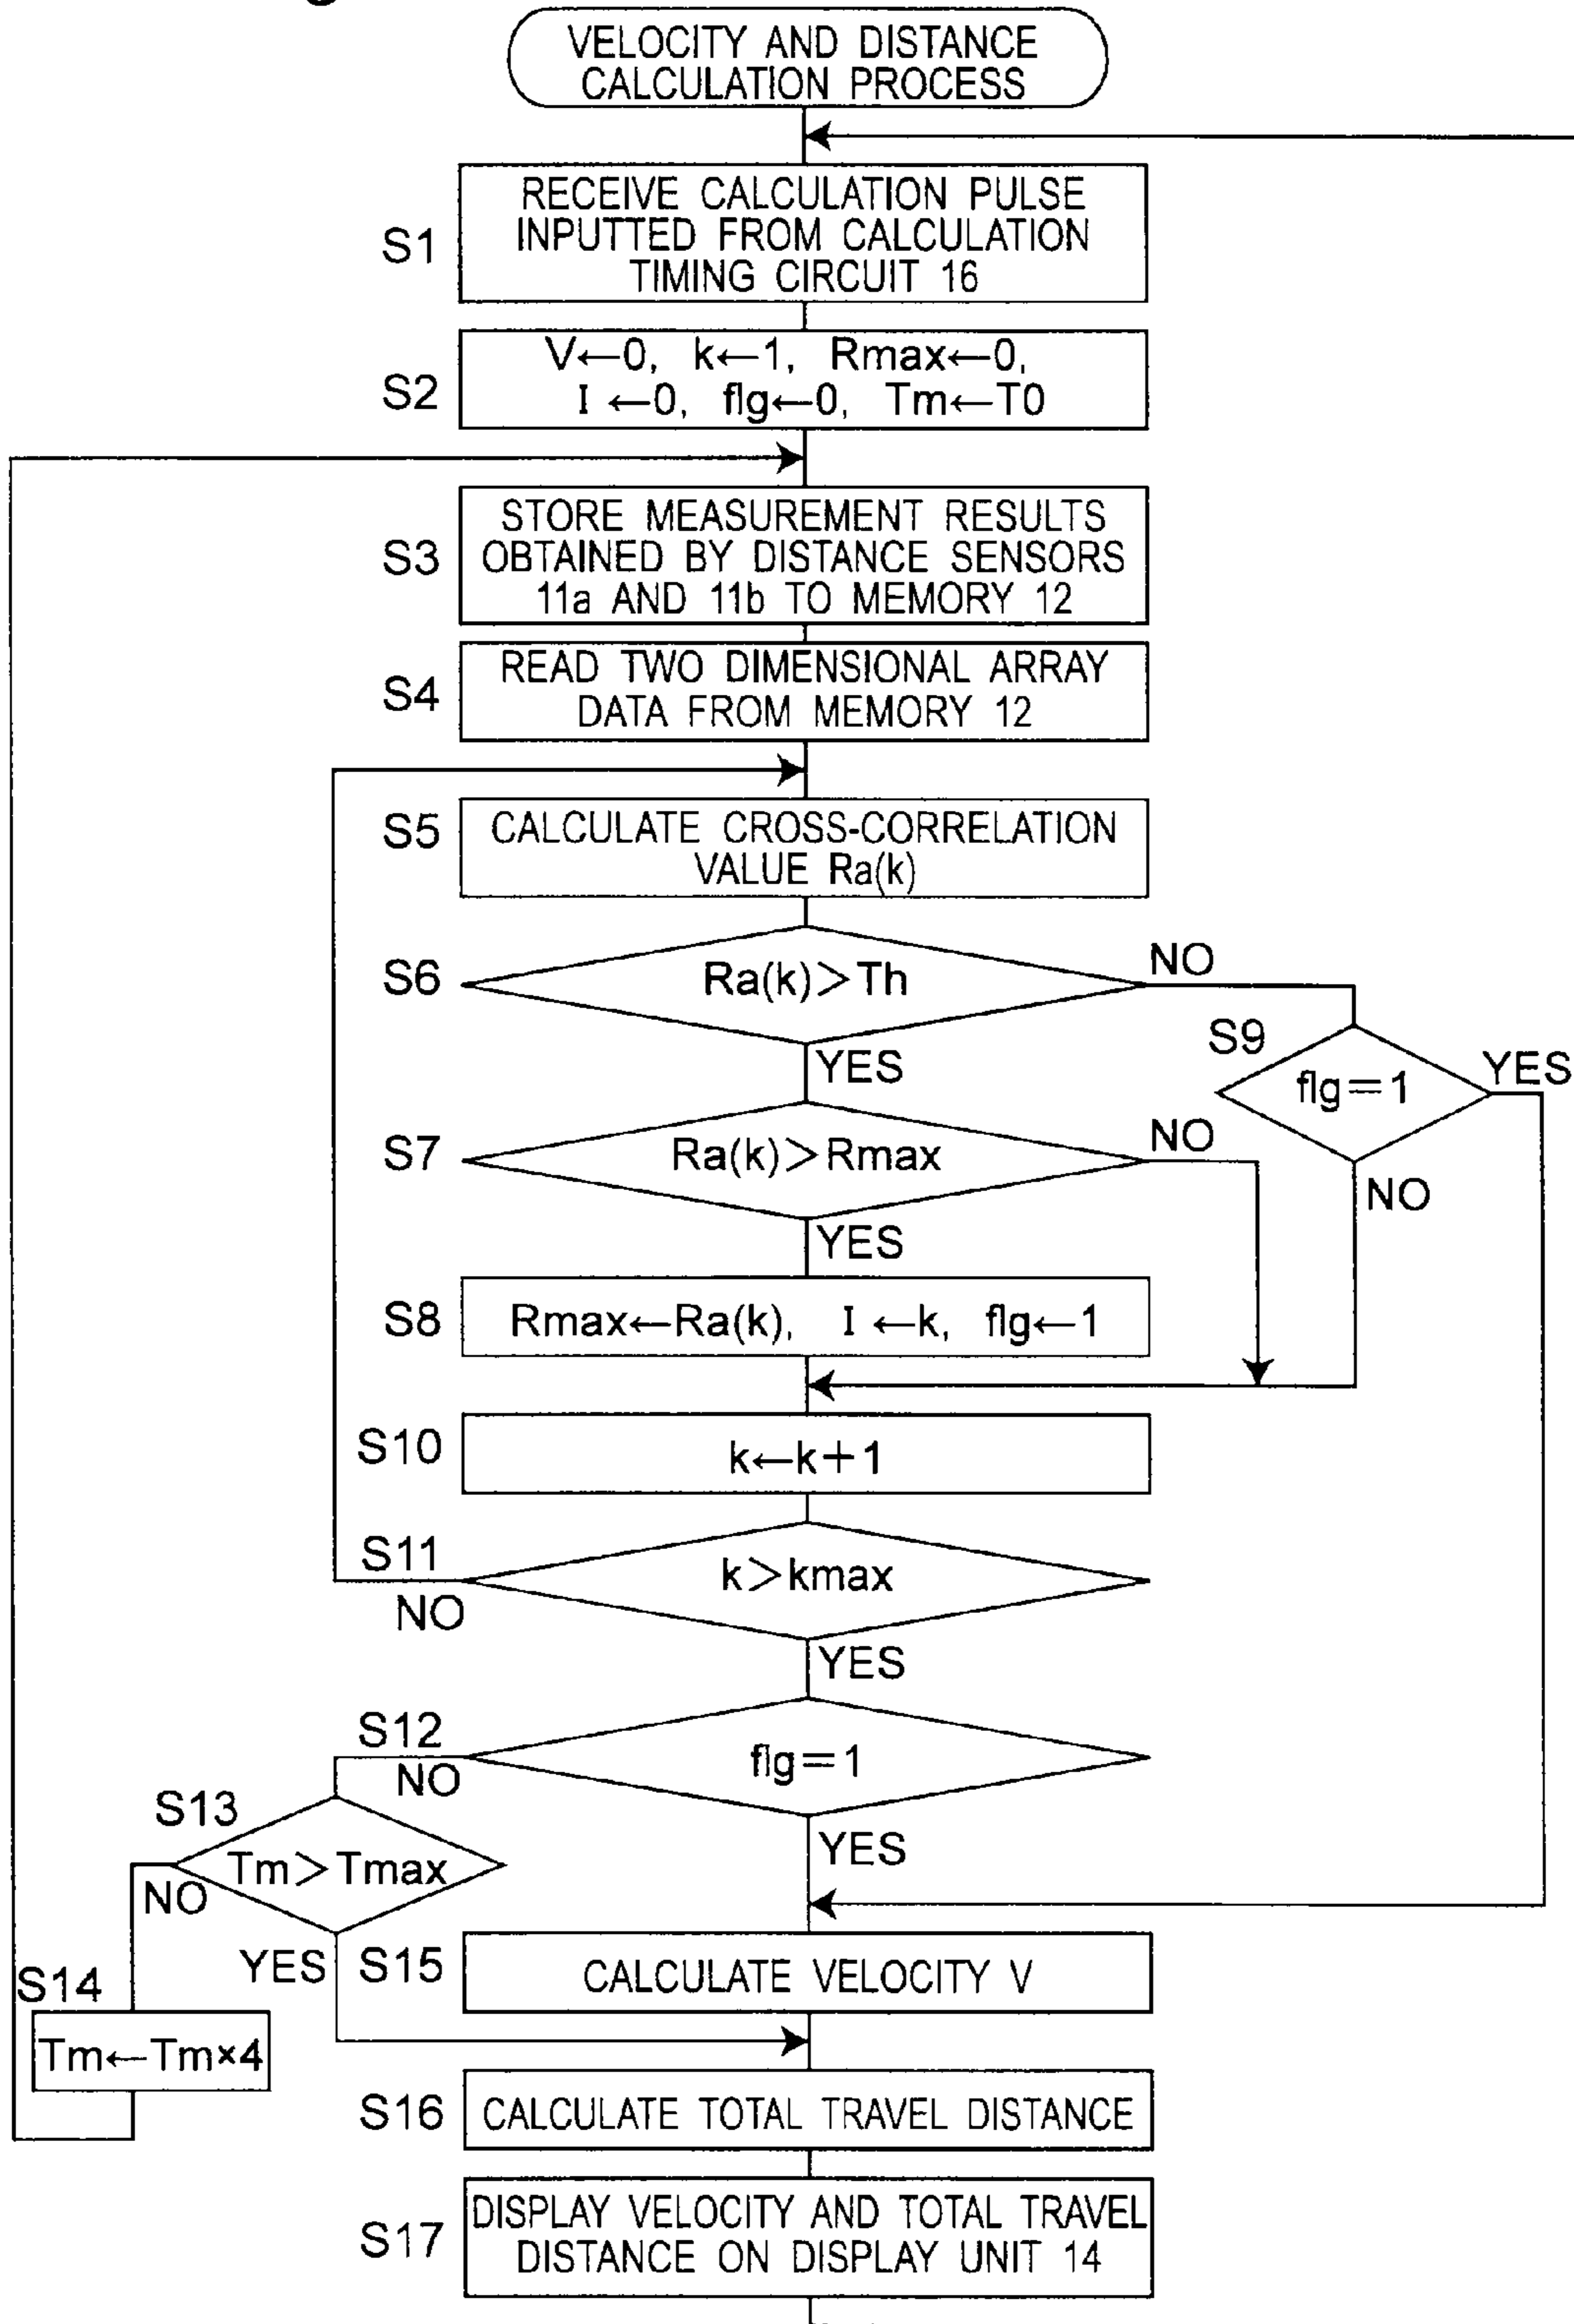 VELOCITY AND DISTANCE
CALCULATION PROCESS
S1
RECEIVE CALCULATION PULSE
INPUTTED FROM CALCULATION
TIMING CIRCUIT 16
S2
V←0, k←1, Rmax←0,
I ←0, flg←0, Tm←T0
S3
STORE MEASUREMENT RESULTS
OBTAINED BY DISTANCE SENSORS
11a AND 11b TO MEMORY 12
S4
READ TWO DIMENSIONAL ARRAY
DATA FROM MEMORY 12
S5
CALCULATE CROSS-CORRELATION
VALUE Ra(k)
S6
Ra(k)>Th
NO
YES
S9
flg=1
YES
NO
S7
Ra(k)>Rmax
NO
YES
S8
Rmax←Ra(k), I ←k, flg←1
S10
k←k+1
S11
k>kmax
NO
YES
S12
flg=1
NO
YES
S13
Tm>Tmax
NO
YES
S14
Tm←Tm×4
S15
CALCULATE VELOCITY V
S16
CALCULATE TOTAL TRAVEL DISTANCE
S17
DISPLAY VELOCITY AND TOTAL TRAVEL
DISTANCE ON DISPLAY UNIT 14